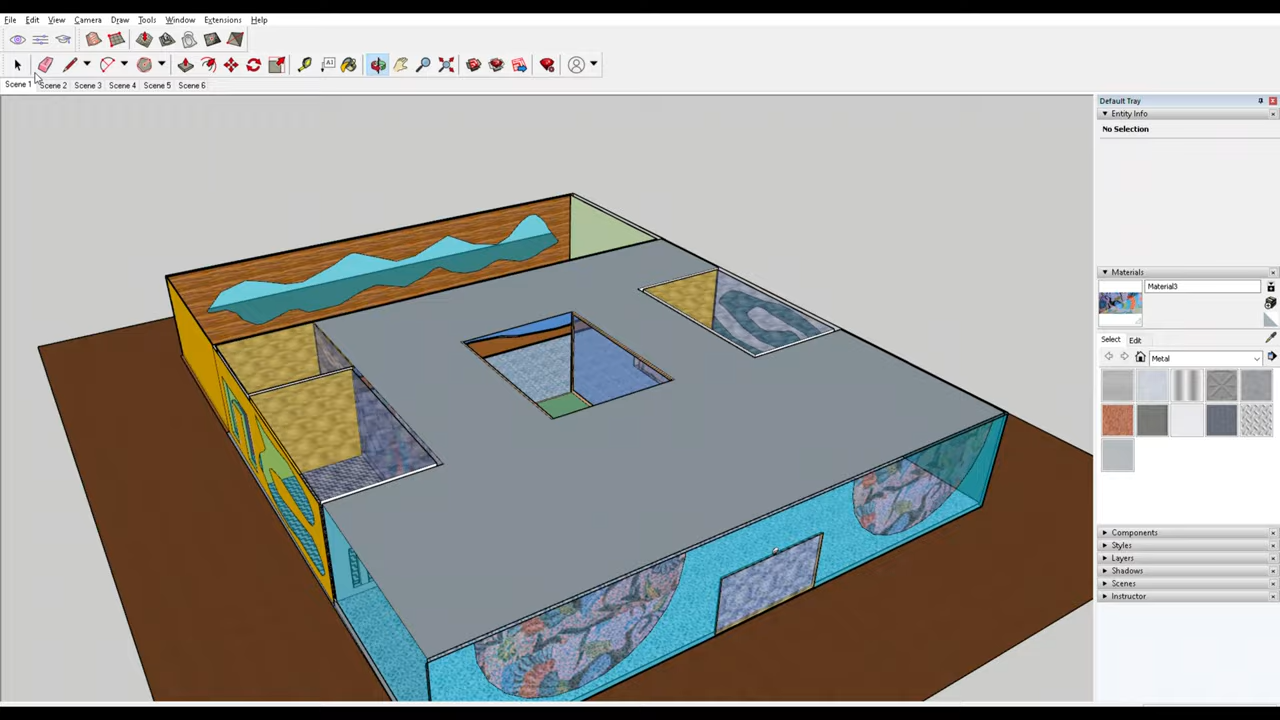 File Edit View Camera Draw Tools Window Extensions Help
Scene 1 Scene 2 Scene 3 Scene 4 Scene 5 Scene 6
Default Tray
Entity Info
No Selection
Materials
Material3
Select Edit
Metal
Components
Styles
Layers
Shadows
Scenes
Instructor